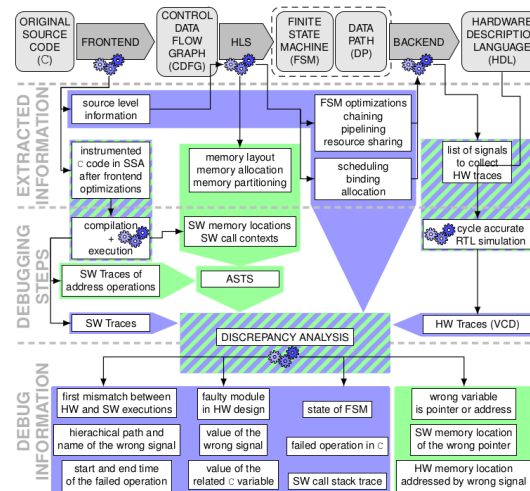 ORIGINAL
SOURCE
CODE (C)
FRONTEND
CONTROL
DATA
FLOW
GRAPH
(CDFG)
HLS
FINITE
STATE
MACHINE
(FSM)
DATA
PATH
(DP)
BACKEND
HARDWARE
DESCRIPTION
LANGUAGE
(HDL)
EXTRACTED
INFORMATION
source level
information
FSM optimizations
chaining
pipelining
resource sharing
instrumented
C code in SSA
after frontend
optimizations
memory layout
memory allocation
memory partitioning
scheduling
binding
allocation
list of signals
to collect
HW traces
DEBUGGING
STEPS
compilation
+
execution
SW memory locations
SW call contexts
cycle accurate
RTL simulation
SW Traces of
address operations
ASTS
SW Traces
DISCREPANCY ANALYSIS
HW Traces (VCD)
DEBUG
INFORMATION
first mismatch between
HW and SW executions
hierachical path and
name of the wrong signal
start and end time
of the failed operation
faulty module
in HW design
value of the
wrong signal
value of the
related C variable
state of FSM
failed operation in C
SW call stack trace
wrong variable
is pointer or address
SW memory location
of the wrong pointer
HW memory location
addressed by wrong signal